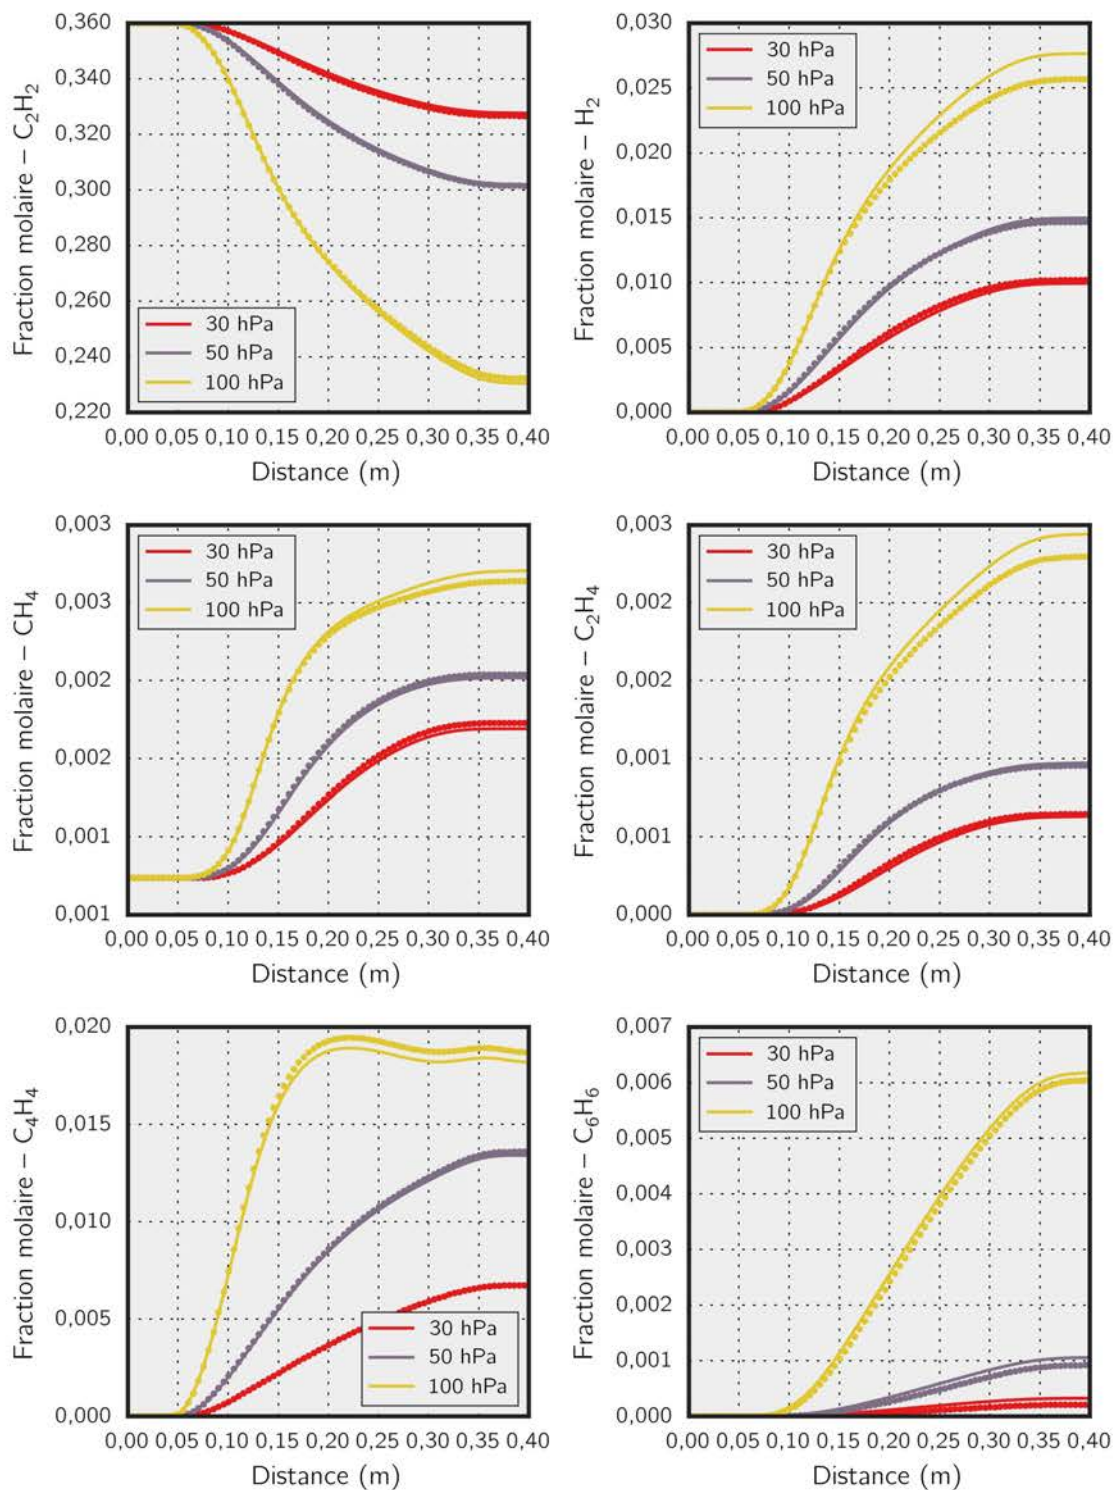 0,360
0,340
0,320
0,300
0,280
0,260
0,240
0,220
Fraction molaire – C₂H₂
30 hPa
50 hPa
100 hPa
0,00 0,05 0,10 0,15 0,20 0,25 0,30 0,35 0,40
Distance (m)
0,030
0,025
0,020
0,015
0,010
0,005
0,000
Fraction molaire – H₂
30 hPa
50 hPa
100 hPa
0,00 0,05 0,10 0,15 0,20 0,25 0,30 0,35 0,40
Distance (m)
0,003
0,003
0,002
0,002
0,001
0,001
Fraction molaire – CH₄
30 hPa
50 hPa
100 hPa
0,00 0,05 0,10 0,15 0,20 0,25 0,30 0,35 0,40
Distance (m)
0,003
0,002
0,002
0,001
0,001
0,000
Fraction molaire – C₂H₄
30 hPa
50 hPa
100 hPa
0,00 0,05 0,10 0,15 0,20 0,25 0,30 0,35 0,40
Distance (m)
0,020
0,015
0,010
0,005
0,000
Fraction molaire – C₄H₄
30 hPa
50 hPa
100 hPa
0,00 0,05 0,10 0,15 0,20 0,25 0,30 0,35 0,40
Distance (m)
0,007
0,006
0,005
0,004
0,003
0,002
0,001
0,000
Fraction molaire – C₆H₆
30 hPa
50 hPa
100 hPa
0,00 0,05 0,10 0,15 0,20 0,25 0,30 0,35 0,40
Distance (m)